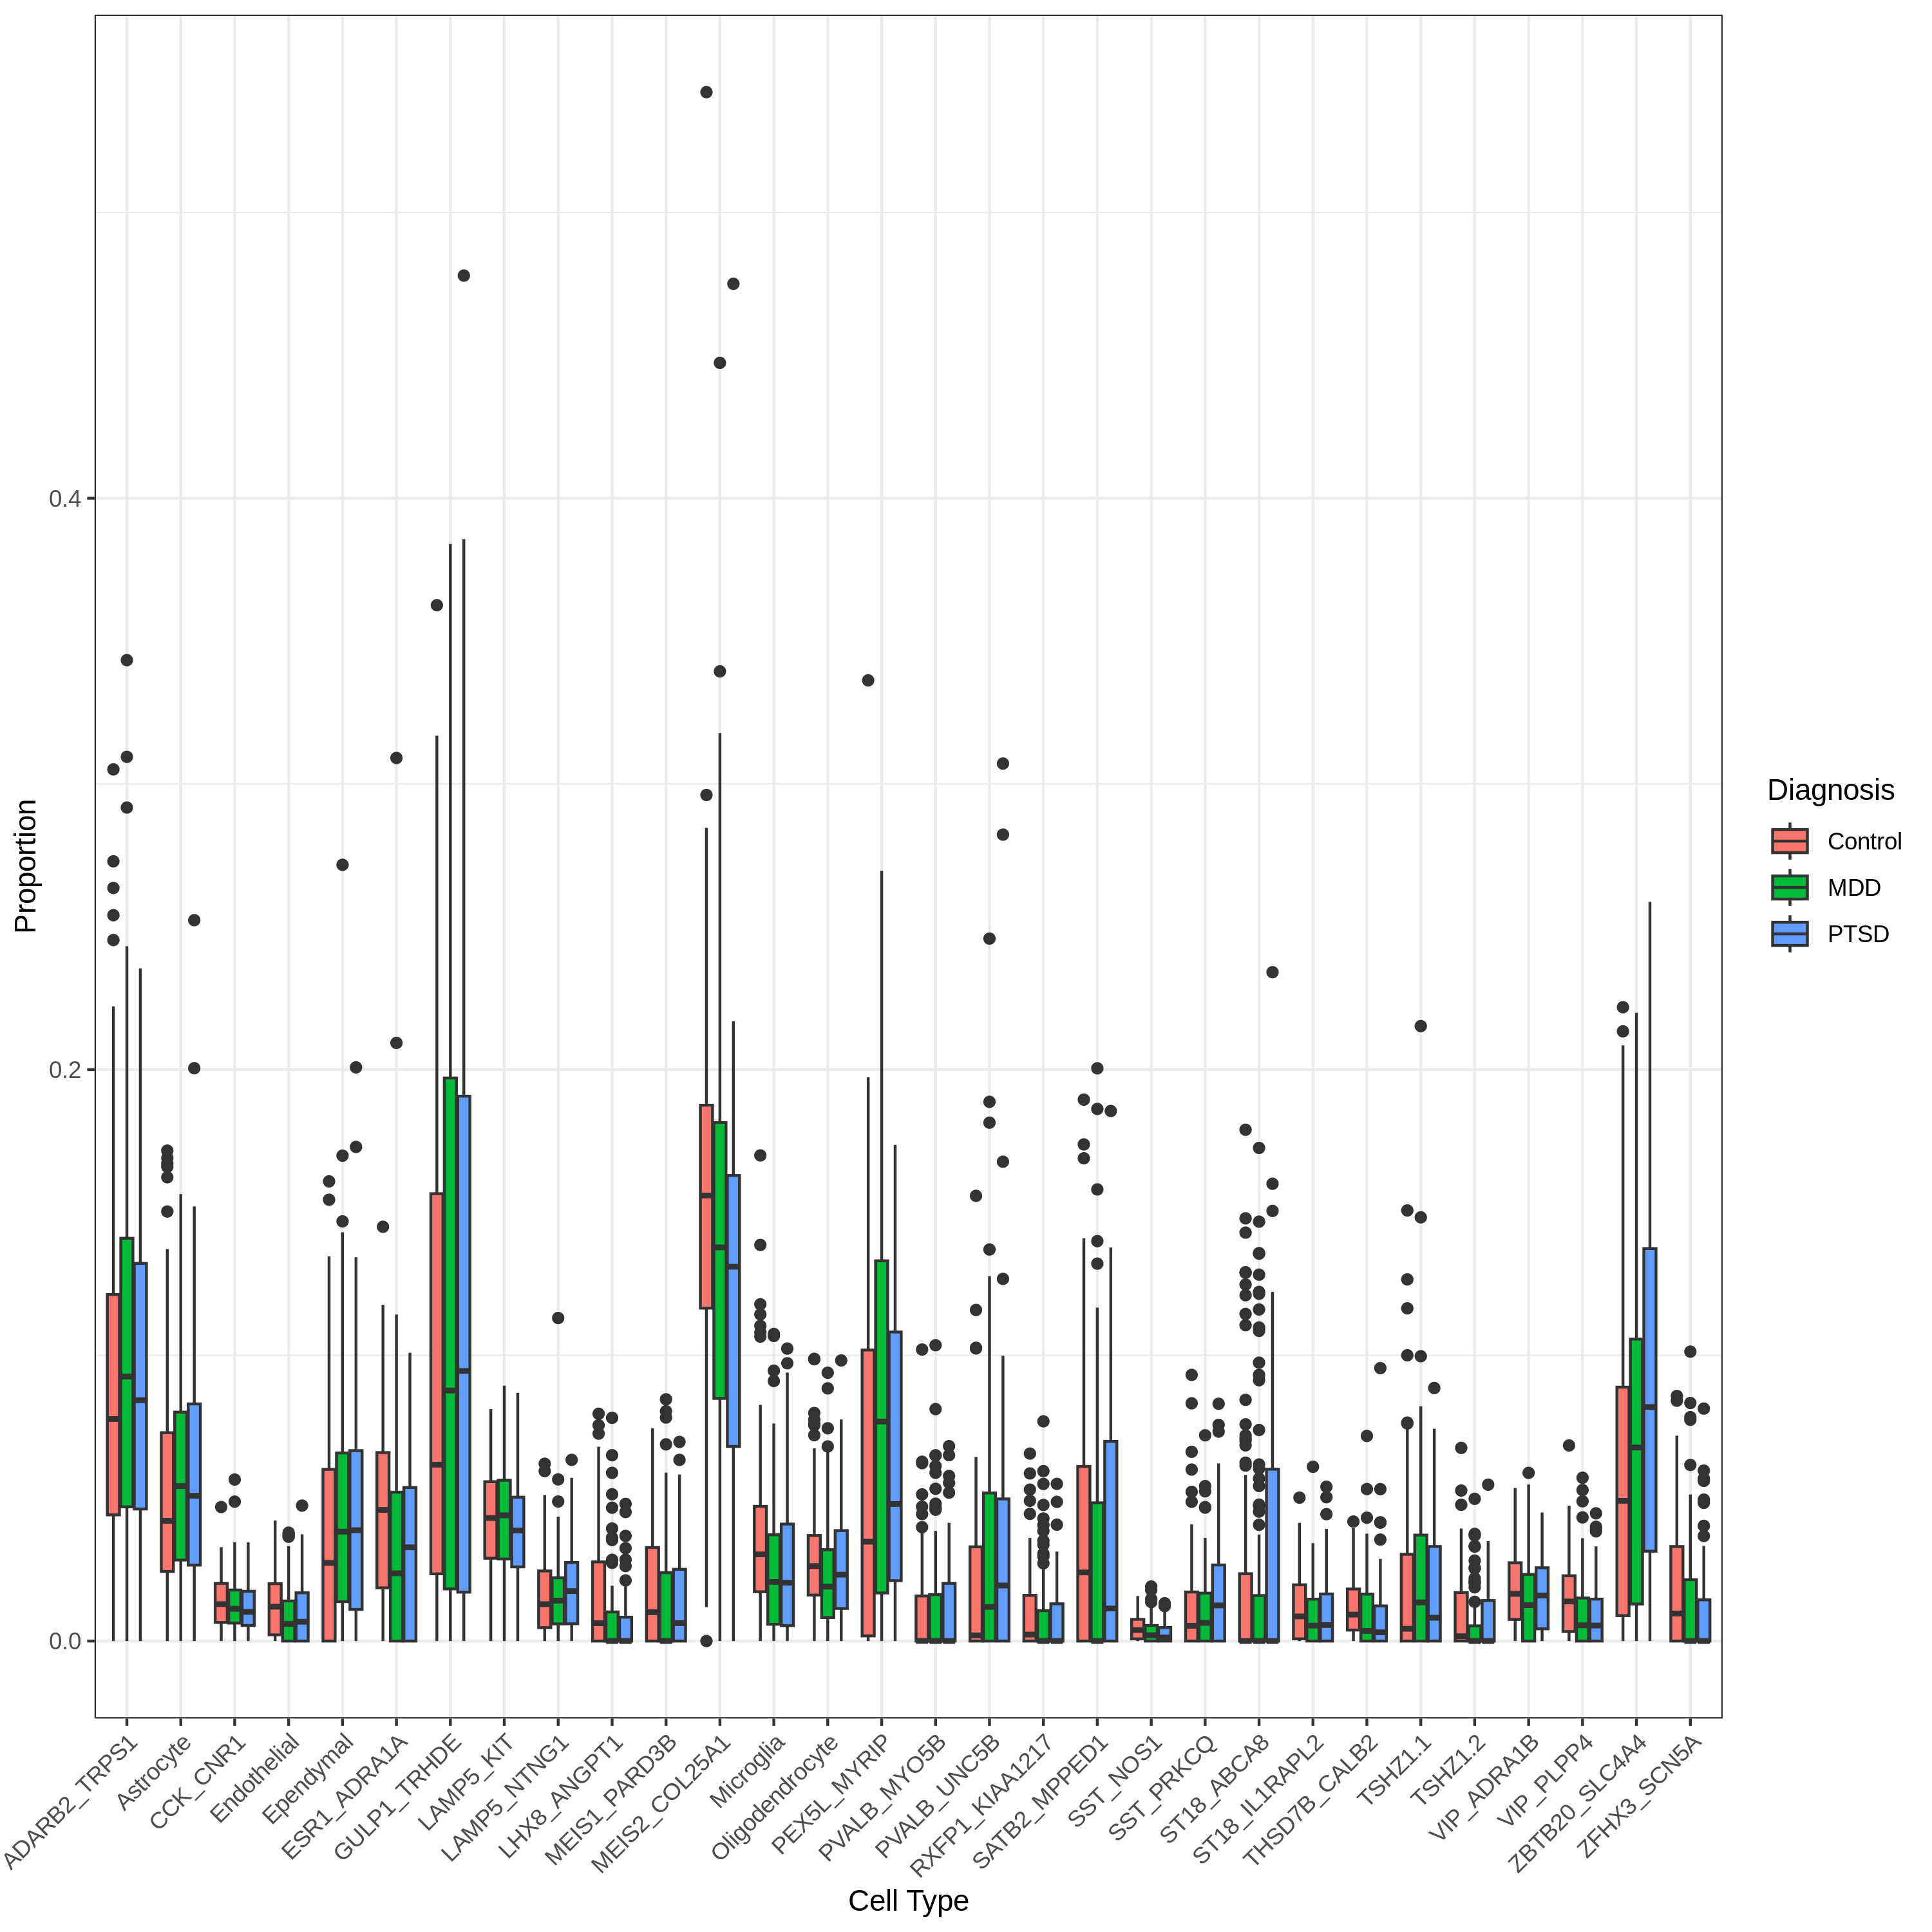 Proportion
0.4
0.2
0.0
ADARB2_TRPS1
Astrocyte
CCK_CNR1
Endothelial
Ependymal
ESR1_ADRA1A
GULP1_TRHDE
LAMP5_KIT
LAMP5_NTNG1
LHX8_ANGPT1
MEIS1_PARD3B
MEIS2_COL25A1
Microglia
Oligodendrocyte
PEX5L_MYRIP
PVALB_MYO5B
PVALB_UNC5B
RXFP1_KIAA1217
SATB2_MPPED1
SST_NOS1
SST_PRKCQ
ST18_ABCA8
ST18_IL1RAPL2
THSD7B_CALB2
TSHZ1.1
TSHZ1.2
VIP_ADRA1B
VIP_PLPP4
ZBTB20_SLC4A4
ZFHX3_SCN5A
Cell Type
Diagnosis
Control
MDD
PTSD